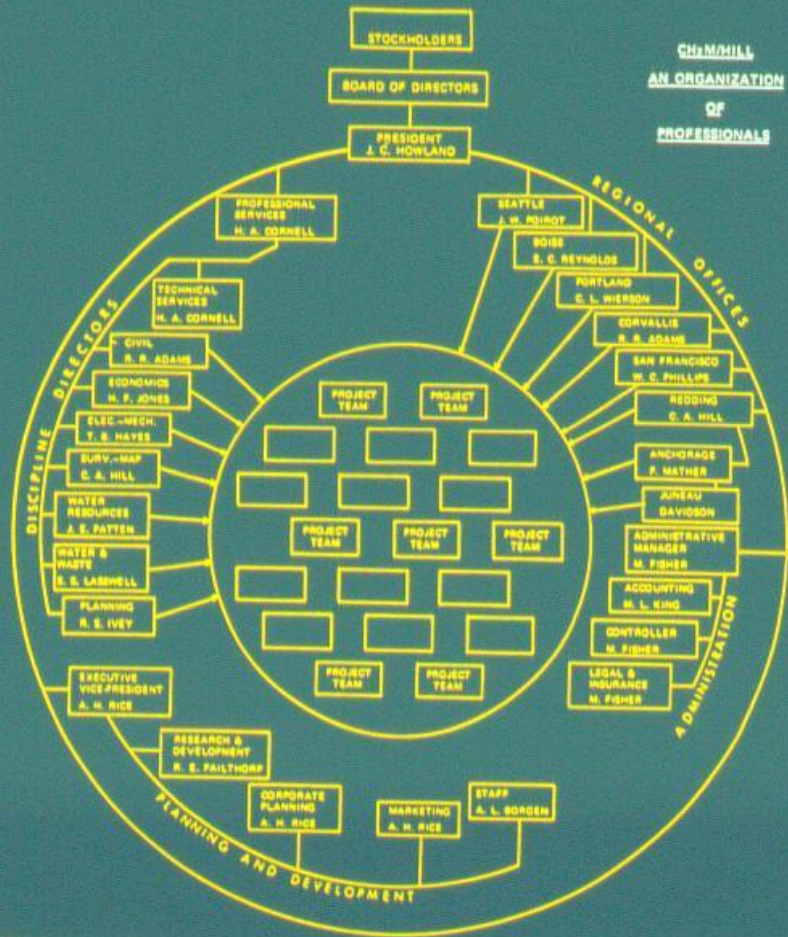 STOCKHOLDERS
BOARD OF DIRECTORS
PRESIDENT
J. C. HOWLAND
CH2M/HILL
AN ORGANIZATION
OF
PROFESSIONALS
PROFESSIONAL
SERVICES
H. A. CORNELL
TECHNICAL
SERVICES
H. A. CORNELL
DISCIPLINE DIRECTORS
CIVIL
R. R. ADAMS
ECONOMICS
H. F. JONES
ELEC.-MECH.
T. B. HAYES
SURV.-MAP
C. A. HILL
WATER
RESOURCES
J. E. PATTEN
WATER &
WASTE
S. S. LASSWELL
PLANNING
R. S. IVEY
REGIONAL OFFICES
SEATTLE
J. W. POIROT
BOISE
S. C. REYNOLDS
PORTLAND
C. L. WIERSON
CORVALLIS
R. R. ADAMS
SAN FRANCISCO
W. C. PHILLIPS
REDDING
C. A. HILL
ANCHORAGE
P. MATHER
JUNEAU
DAVIDSON
ADMINISTRATIVE
MANAGER
M. FISHER
ACCOUNTING
M. L. KING
CONTROLLER
M. FISHER
LEGAL &
INSURANCE
M. FISHER
ADMINISTRATION
PROJECT
TEAM
PROJECT
TEAM
PROJECT
TEAM
PROJECT
TEAM
PROJECT
TEAM
PROJECT
TEAM
PROJECT
TEAM
EXECUTIVE
VICE-PRESIDENT
A. H. RICE
RESEARCH &
DEVELOPMENT
R. E. FAILTHORP
CORPORATE
PLANNING
A. H. RICE
MARKETING
A. H. RICE
STAFF
A. L. BORGEN
PLANNING AND DEVELOPMENT